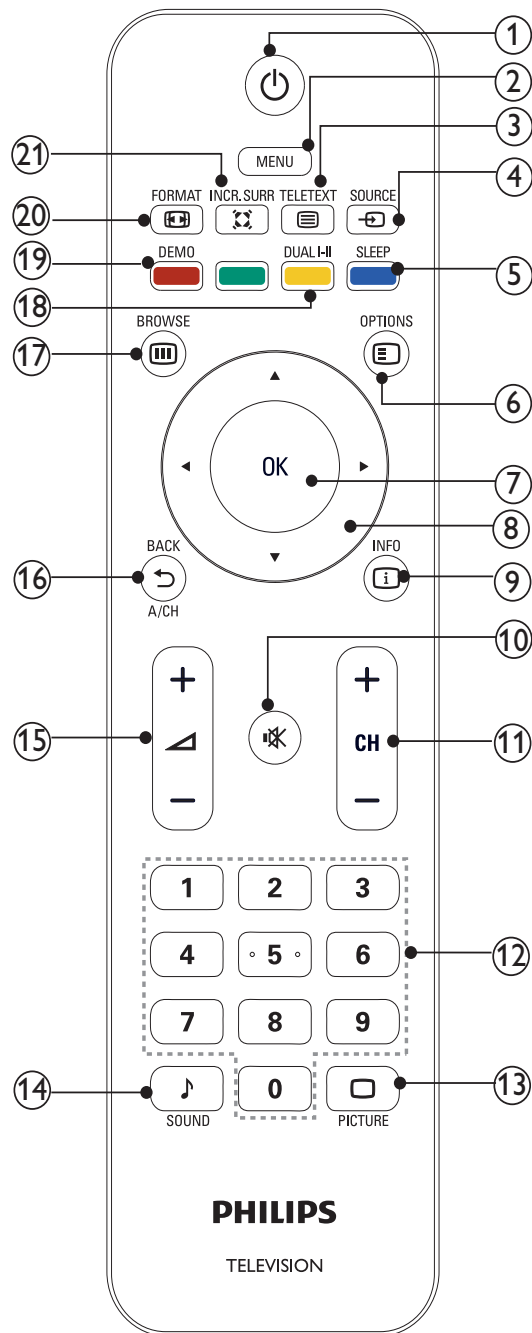 1
2
MENU
3
21
FORMAT INCR. SURR TELETEXT SOURCE
4
20
19
DEMO DUAL I-II SLEEP
5
18
BROWSE OPTIONS
17
6
OK
7
8
BACK INFO
16
A/CH
9
10
+ +
15
CH
11
− −
1 2 3
4 5 6
12
7 8 9
14
0
13
SOUND PICTURE
PHILIPS
TELEVISION